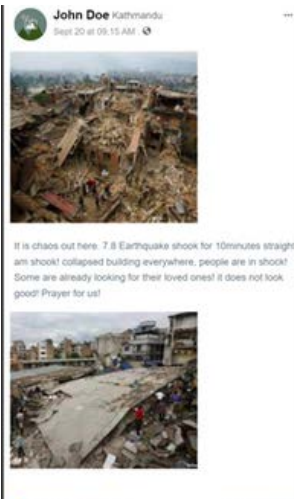 John Doe Kathmandu
Sept 20 at 09:15 AM
It is chaos out here. 7.8 Earthquake shook for 10minutes straight
am shook! collapsed building everywhere, people are in shock!
Some are already looking for their loved ones! it does not look
good! Prayer for us!